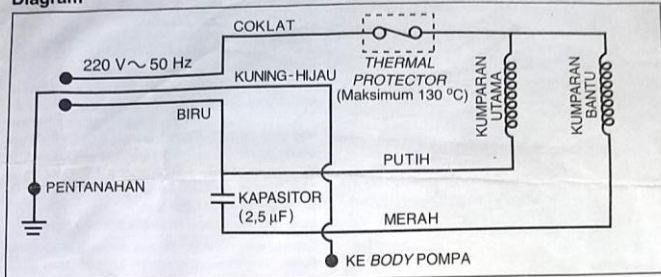 Diagram
COKLAT
220 V~ 50 Hz
KUNING-HIJAU
THERMAL
PROTECTOR
(Maksimum 130 °C)
KUMPARAN
UTAMA
KUMPARAN
BANTU
BIRU
PUTIH
PENTANAHAN
KAPASITOR
(2,5 µF)
MERAH
KE BODY POMPA